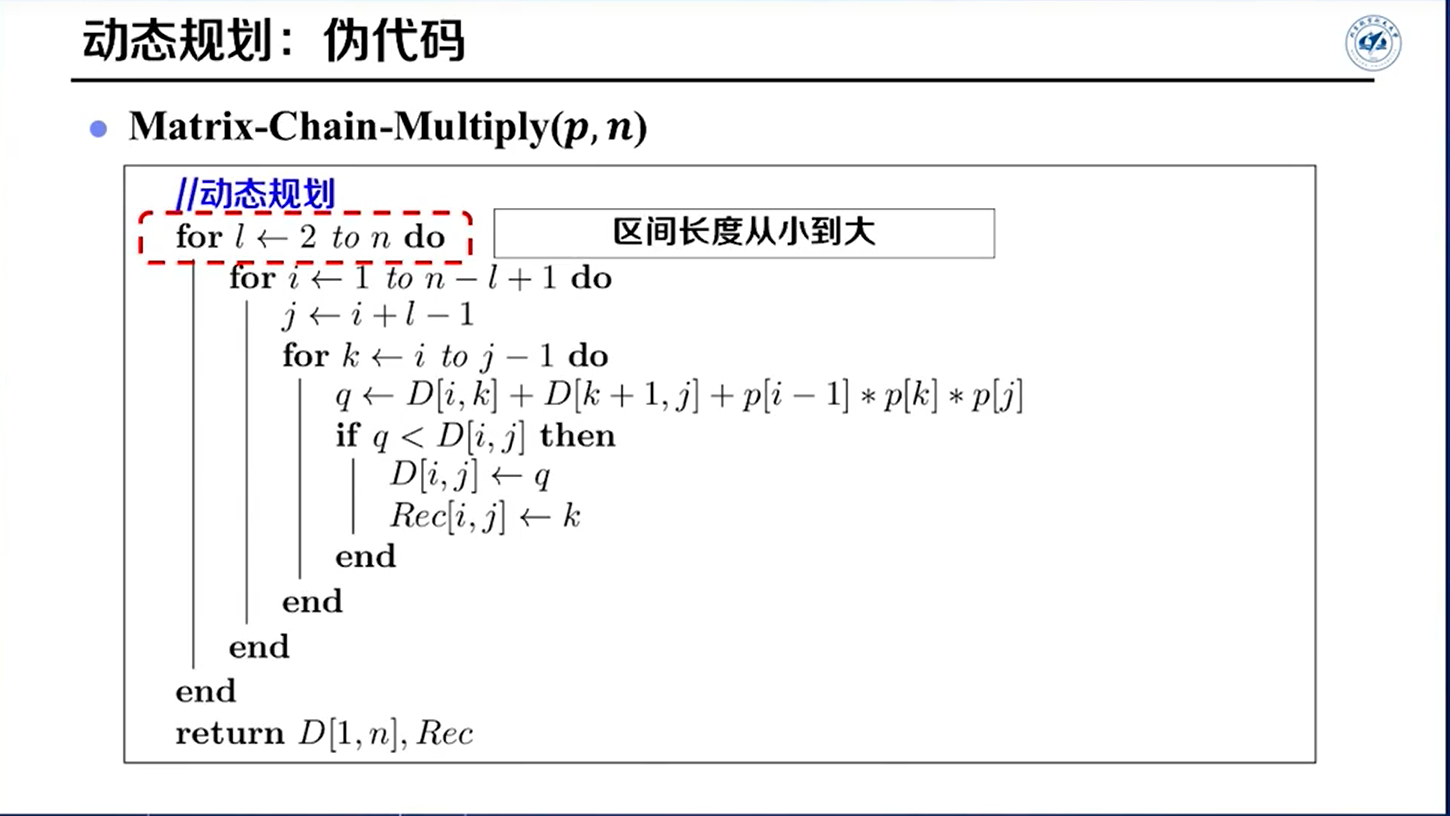 动态规划：伪代码
Matrix-Chain-Multiply(p, n)
//动态规划
for l ← 2 to n do
区间长度从小到大
for i ← 1 to n − l + 1 do
j ← i + l − 1
for k ← i to j − 1 do
q ← D[i, k] + D[k + 1, j] + p[i − 1] ∗ p[k] ∗ p[j]
if q < D[i, j] then
D[i, j] ← q
Rec[i, j] ← k
end
end
end
end
return D[1, n], Rec